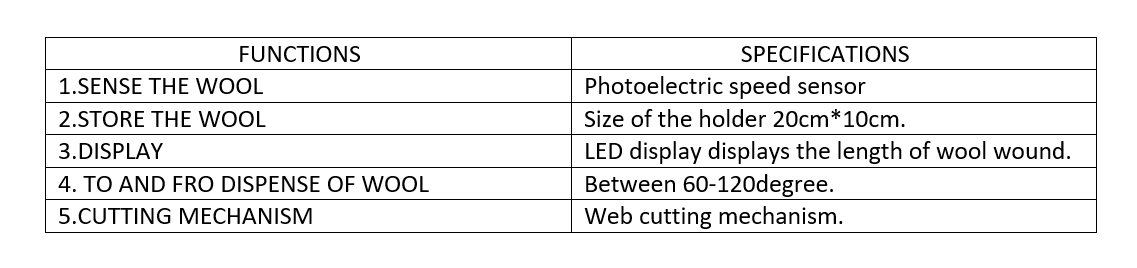 FUNCTIONS SPECIFICATIONS
1.SENSE THE WOOL Photoelectric speed sensor
2.STORE THE WOOL Size of the holder 20cm*10cm.
3.DISPLAY LED display displays the length of wool wound.
4. TO AND FRO DISPENSE OF WOOL Between 60-120degree.
5.CUTTING MECHANISM Web cutting mechanism.